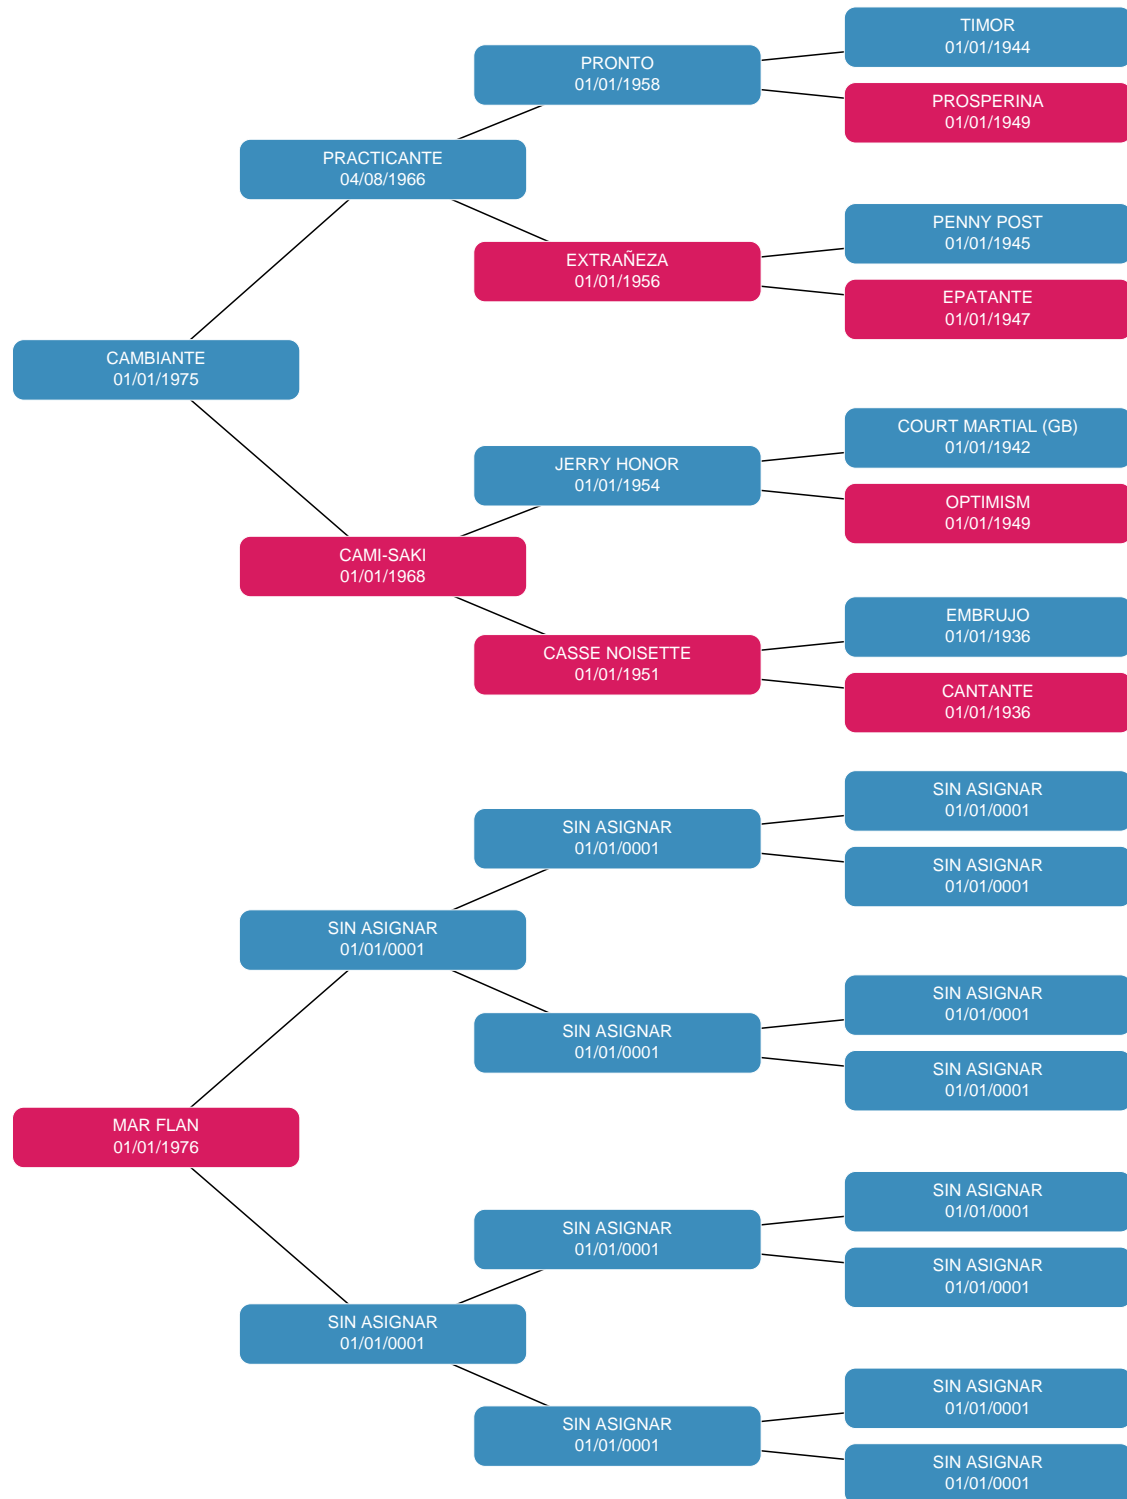 TIMOR
01/01/1944
PRONTO
01/01/1958
PROSPERINA
01/01/1949
PRACTICANTE
04/08/1966
PENNY POST
01/01/1945
EXTRAÑEZA
01/01/1956
EPATANTE
01/01/1947
CAMBIANTE
01/01/1975
COURT MARTIAL (GB)
01/01/1942
JERRY HONOR
01/01/1954
OPTIMISM
01/01/1949
CAMI-SAKI
01/01/1968
EMBRUJO
01/01/1936
CASSE NOISETTE
01/01/1951
CANTANTE
01/01/1936
SIN ASIGNAR
01/01/0001
SIN ASIGNAR
01/01/0001
SIN ASIGNAR
01/01/0001
SIN ASIGNAR
01/01/0001
SIN ASIGNAR
01/01/0001
SIN ASIGNAR
01/01/0001
SIN ASIGNAR
01/01/0001
MAR FLAN
01/01/1976
SIN ASIGNAR
01/01/0001
SIN ASIGNAR
01/01/0001
SIN ASIGNAR
01/01/0001
SIN ASIGNAR
01/01/0001
SIN ASIGNAR
01/01/0001
SIN ASIGNAR
01/01/0001
SIN ASIGNAR
01/01/0001